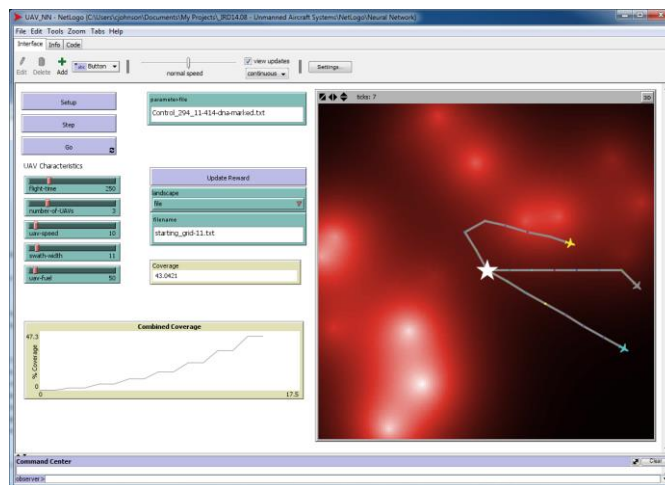 UAV_NN - NetLogo {C:\Users\cjohnson\Documents\My Projects\_IRD14.08 - Unmanned Aircraft Systems\NetLogo\Neural Network}
File Edit Tools Zoom Tabs Help
Interface Info Code
Edit Delete Add Button normal speed view updates continuous Settings...
Setup
Step
Go
UAV Characteristics
flight-time 250
number-of-UAVs 3
uav-speed 10
swath-width 11
uav-fuel 50
parameterfile
Control_294_11-414-dna-marked.txt
Update Reward
landscape
file
filename
starting_grid-11.txt
Coverage
43.0421
Combined Coverage
47.3
% Coverage
0
0 17.5
ticks: 7
3D
Command Center
Clear
observer>